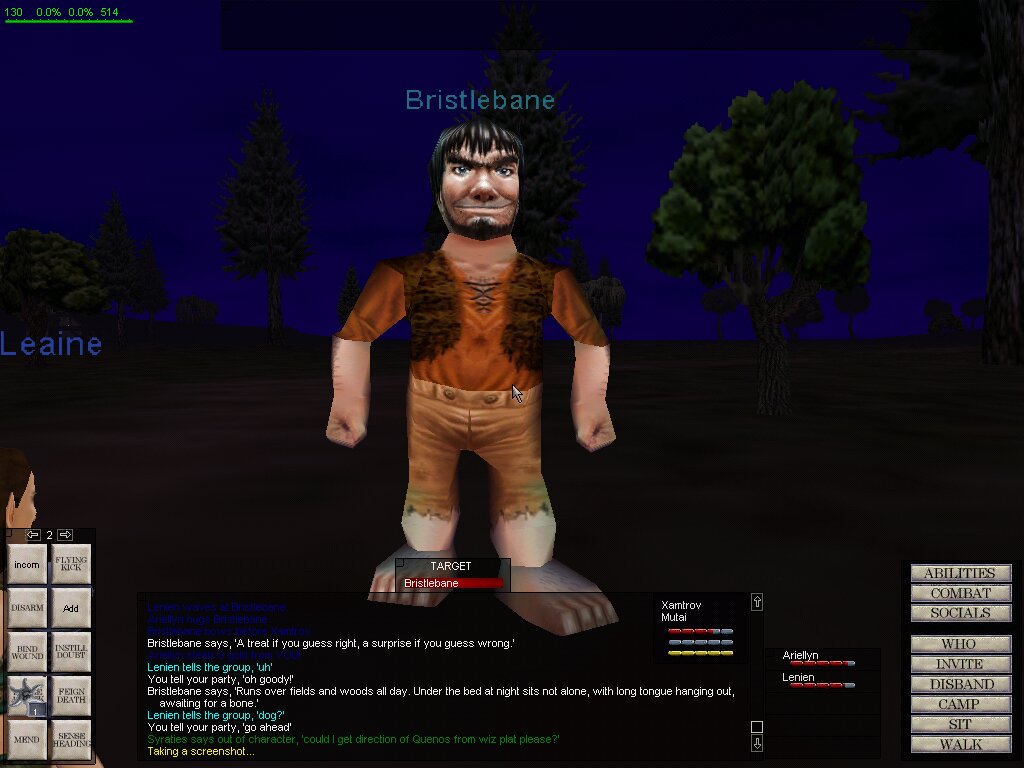 130 0.0% 0.0% 514
Bristlebane
Leaine
2
incom
FLYING KICK
DISARM
Add
BIND WOUND
INSTILL DOUBT
1
FEIGN DEATH
MEND
SENSE HEADING
TARGET
Bristlebane
Lenien waves at Bristlebane.
Ariellyn hugs Bristlebane.
Bristlebane bows before Xamtrov.
Bristlebane says, 'A treat if you guess right, a surprise if you guess wrong.'
Lenien tells the group, 'uh'
You tell your party, 'oh goody!'
Bristlebane says, 'Runs over fields and woods all day. Under the bed at night sits not alone, with long tongue hanging out,
awaiting for a bone.'
Lenien tells the group, 'dog?'
You tell your party, 'go ahead'
Syraties says out of character, 'could I get direction of Quenos from wiz plat please?'
Taking a screenshot...
Xamtrov
Mutai
Ariellyn
Lenien
ABILITIES
COMBAT
SOCIALS
WHO
INVITE
DISBAND
CAMP
SIT
WALK